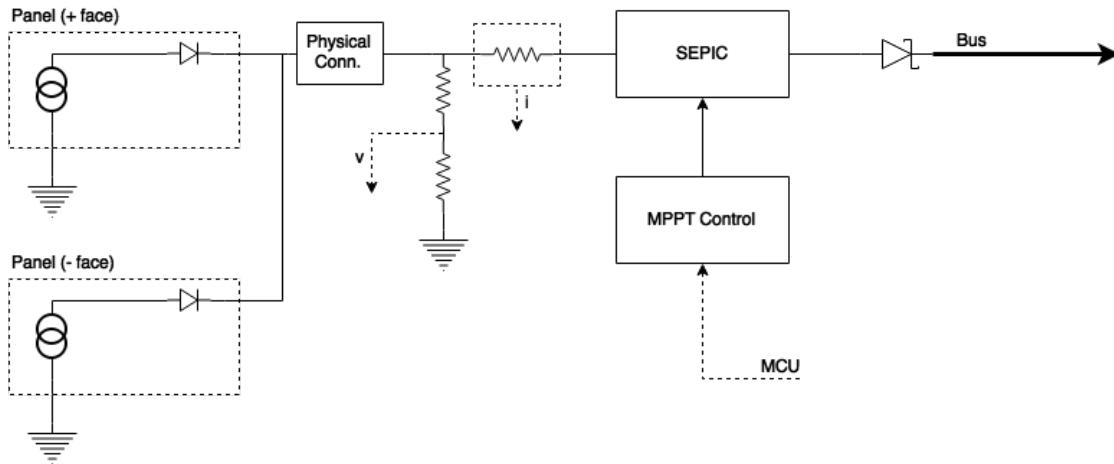 Panel (+ face)
Physical
Conn.
i
SEPIC
Bus
v
MPPT Control
Panel (- face)
MCU